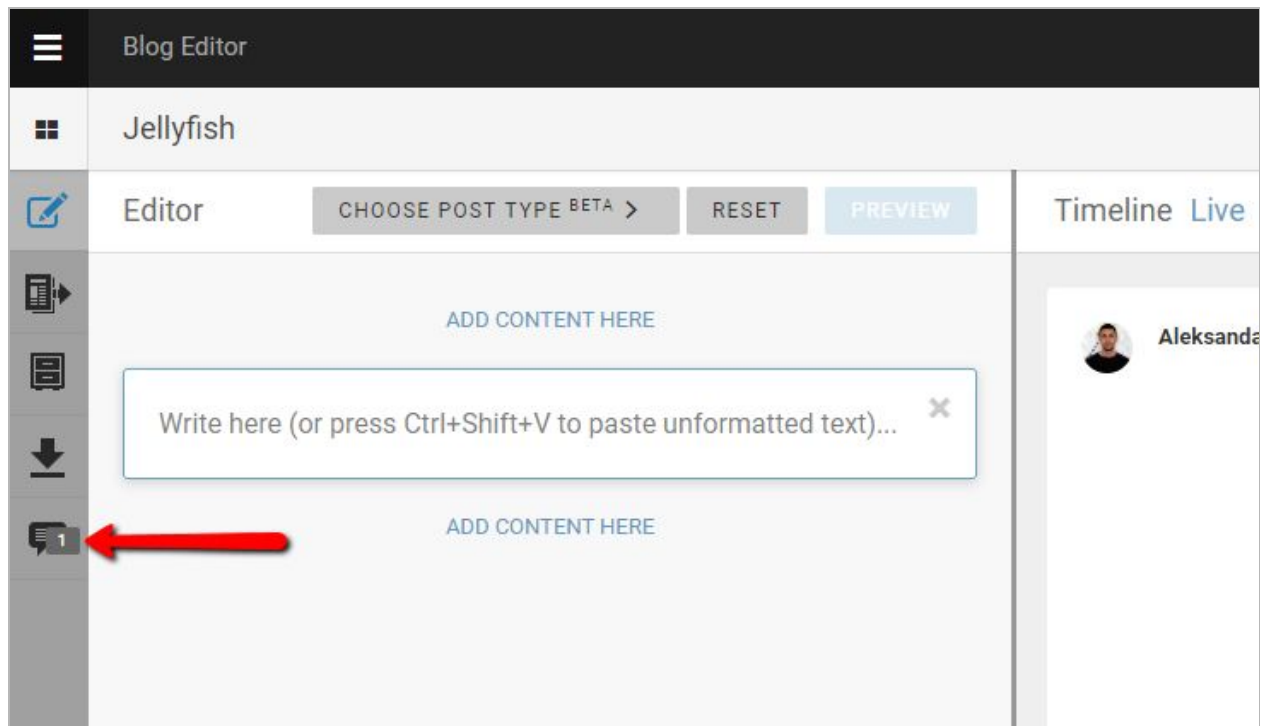 Blog Editor
Jellyfish
Editor
CHOOSE POST TYPE BETA >
RESET
PREVIEW
Timeline Live
ADD CONTENT HERE
Aleksanda
Write here (or press Ctrl+Shift+V to paste unformatted text)...
ADD CONTENT HERE
1